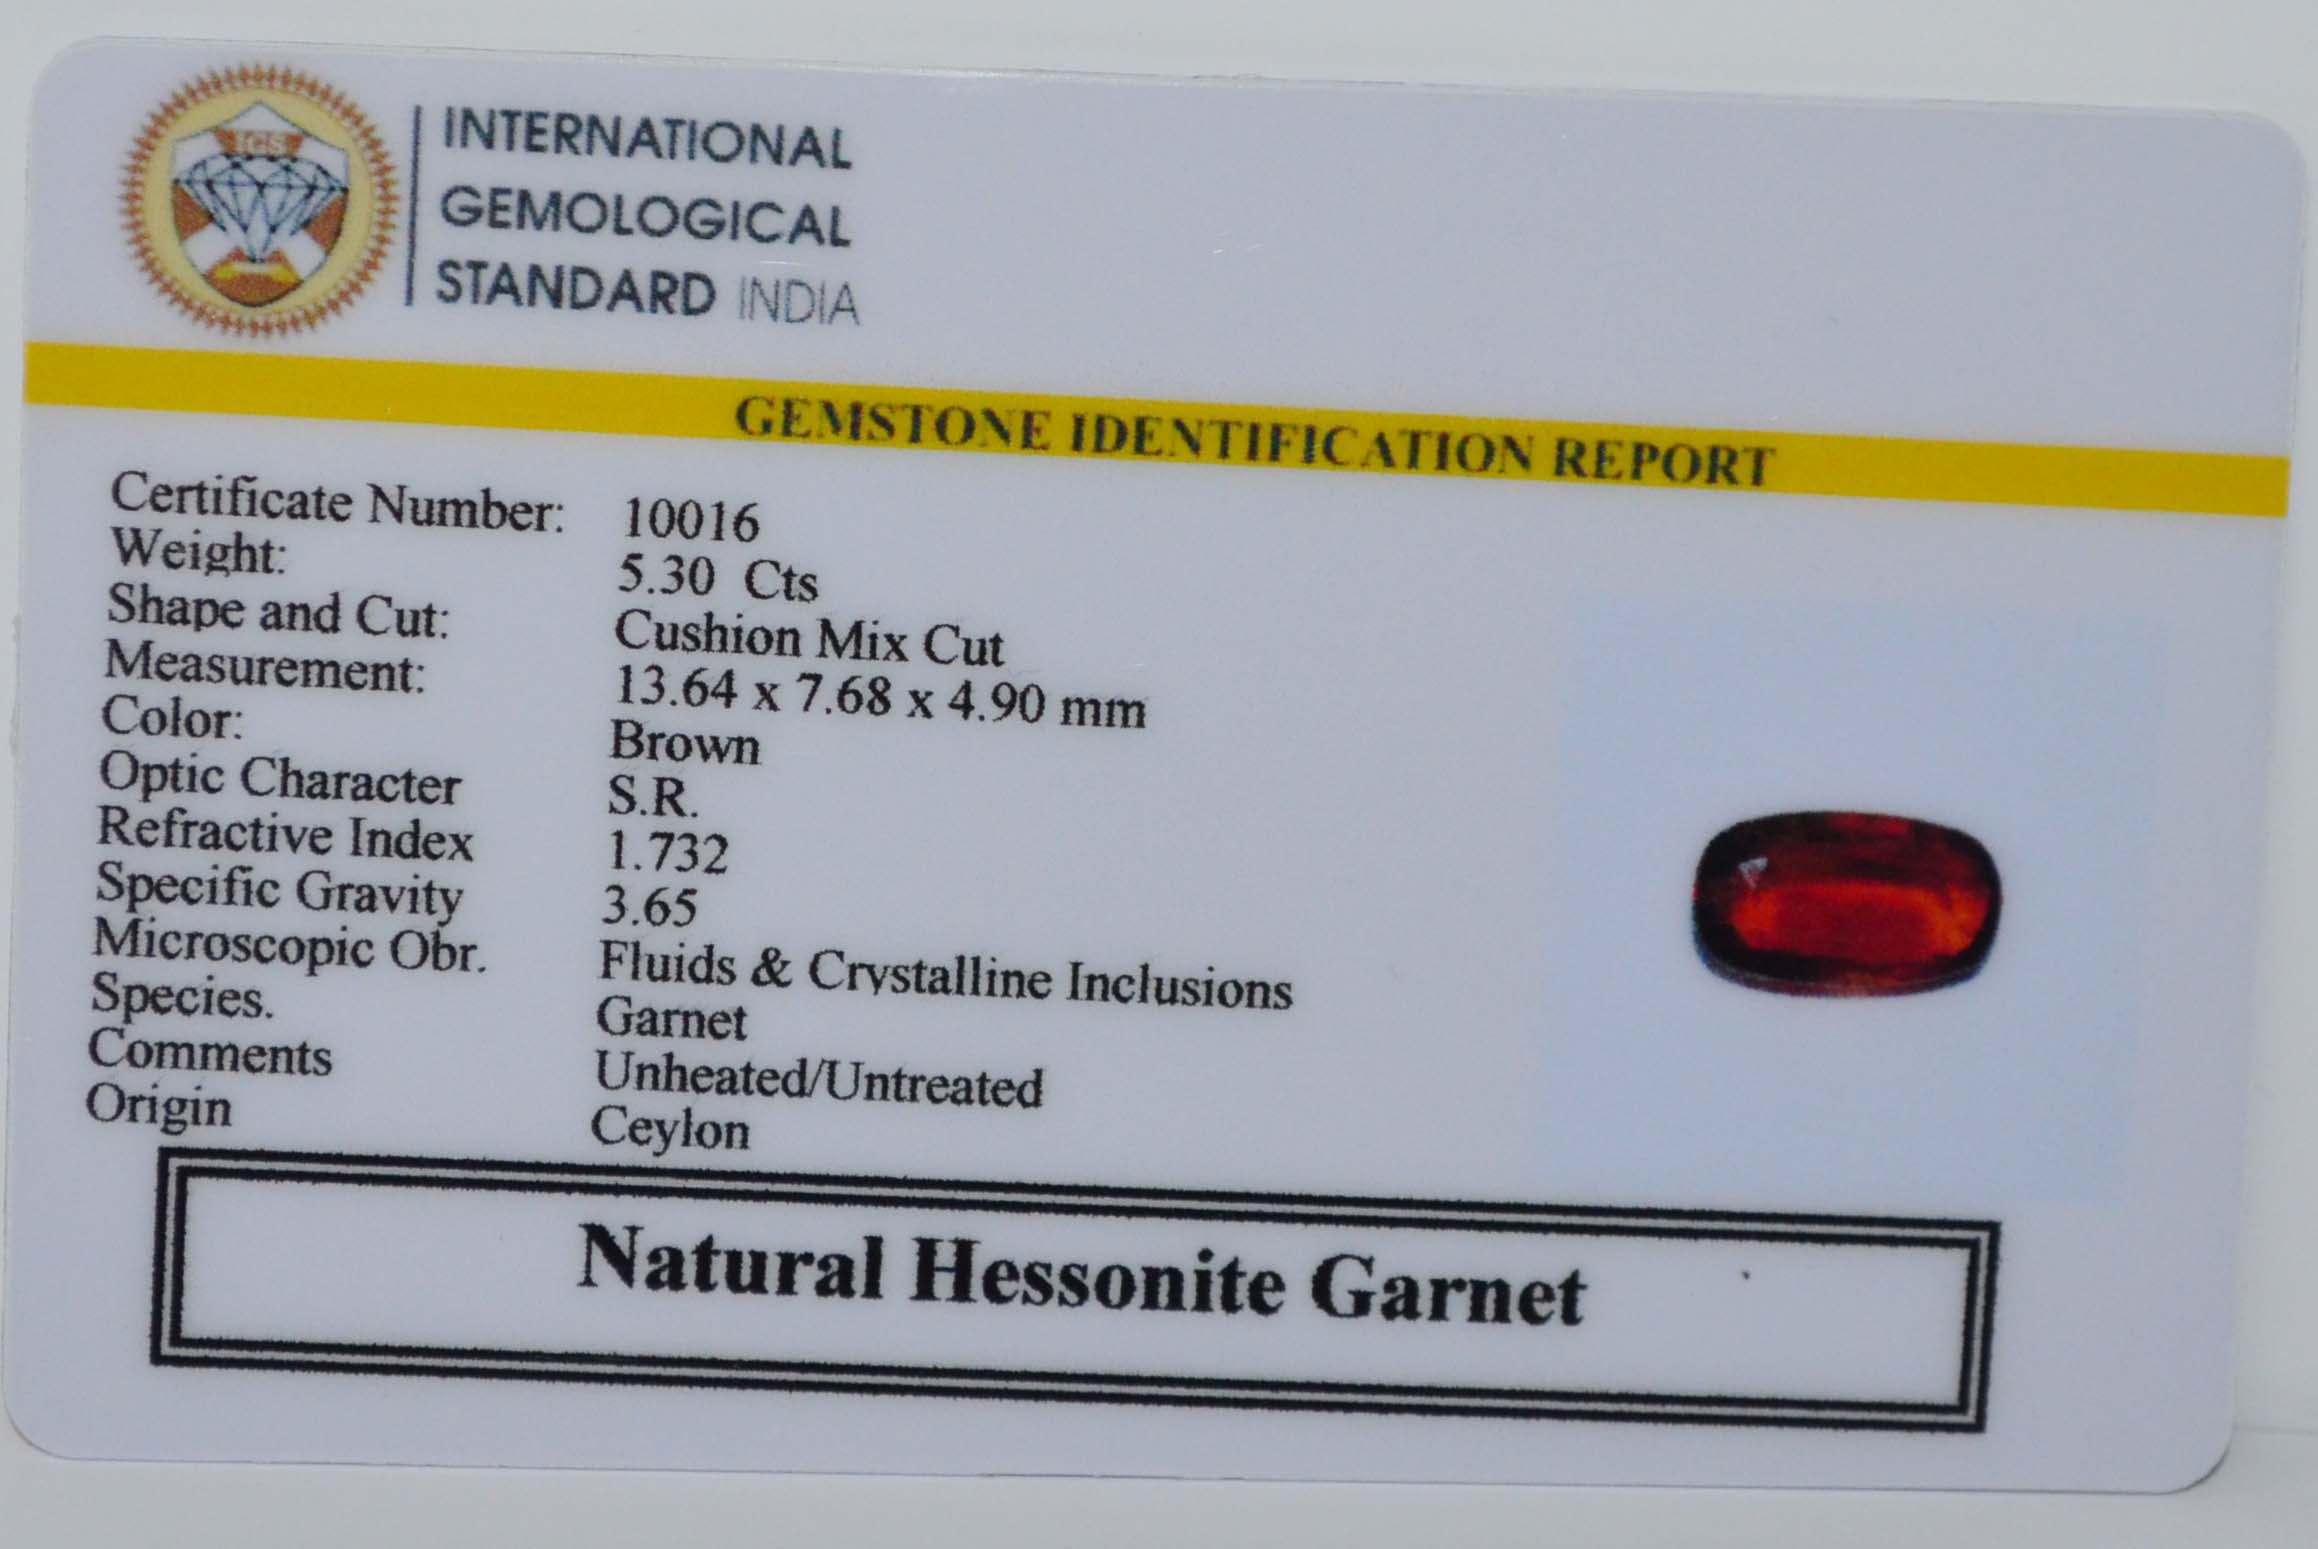 IGS
INTERNATIONAL
GEMOLOGICAL
STANDARD INDIA
GEMSTONE IDENTIFICATION REPORT
Certificate Number: 10016
Weight: 5.30 Cts
Shape and Cut: Cushion Mix Cut
Measurement: 13.64 x 7.68 x 4.90 mm
Color: Brown
Optic Character S.R.
Refractive Index 1.732
Specific Gravity 3.65
Microscopic Obr. Fluids & Crystalline Inclusions
Species. Garnet
Comments Unheated/Untreated
Origin Ceylon
Natural Hessonite Garnet